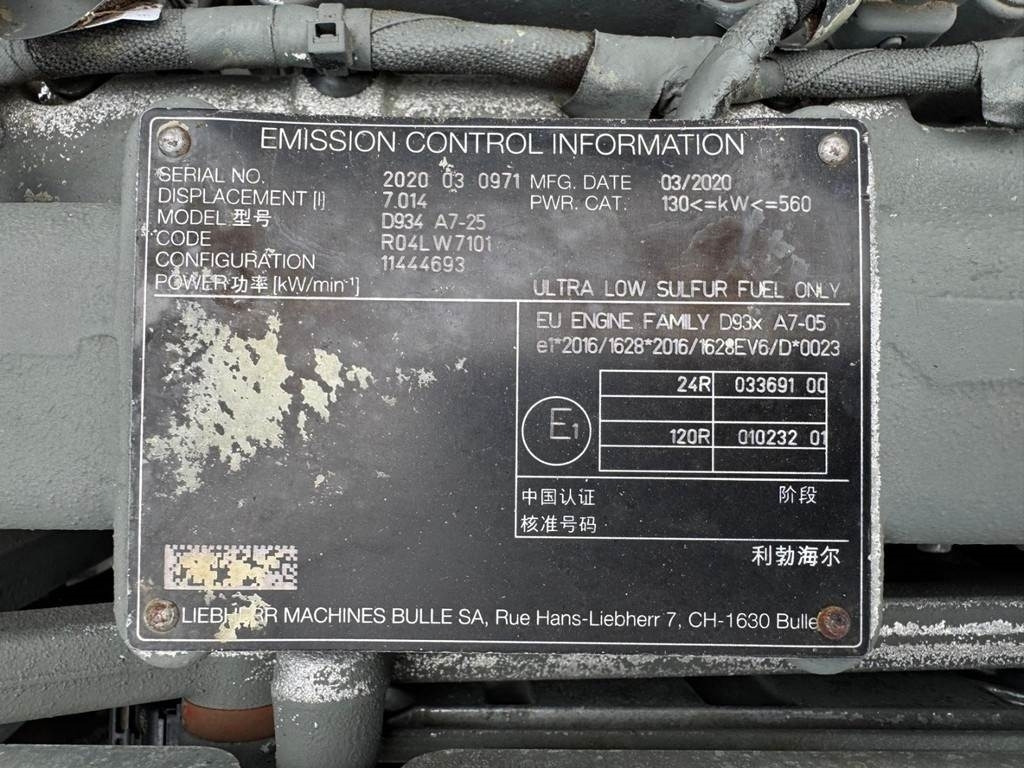 EMISSION CONTROL INFORMATION
SERIAL NO. 2020 03 0971 MFG. DATE 03/2020
DISPLACEMENT [l] 7.014 PWR. CAT. 130<=kW<=560
MODEL 型号 D934 A7-25
CODE R04LW7101
CONFIGURATION 11444693
POWER 功率 [kW/min⁻¹] ULTRA LOW SULFUR FUEL ONLY
EU ENGINE FAMILY D93x A7-05
e1*2016/1628*2016/1628EV6/D*0023
24R 033691 00
E1
120R 010232 01
中国认证 阶段
核准号码
利勃海尔
LIEBHERR MACHINES BULLE SA, Rue Hans-Liebherr 7, CH-1630 Bulle